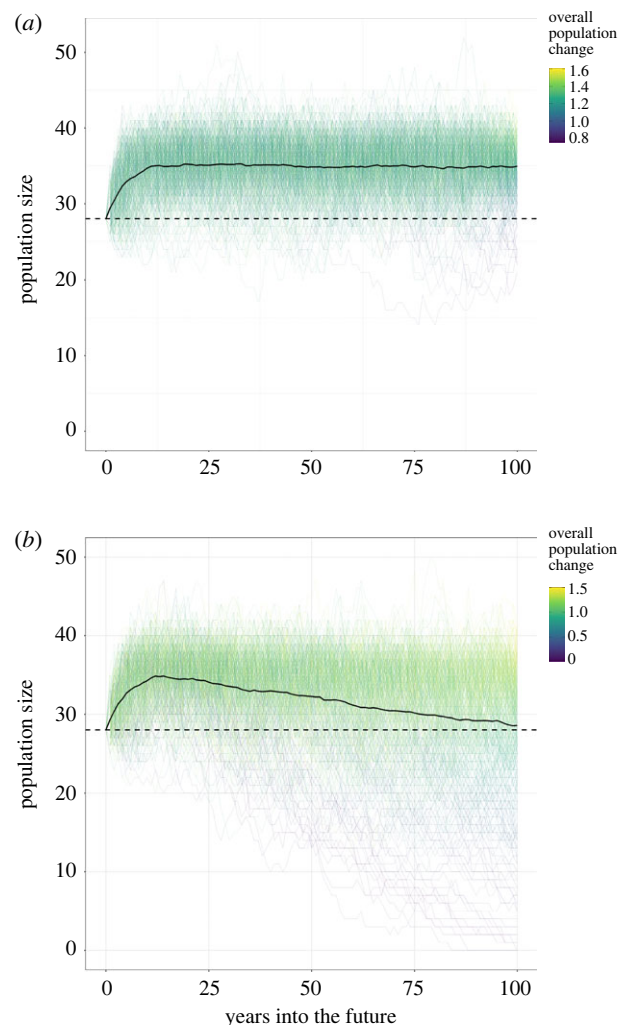 (a)
50
40
30
20
10
0
population size
0 25 50 75 100
overall
population
change
1.6
1.4
1.2
1.0
0.8
(b)
50
40
30
20
10
0
population size
0 25 50 75 100
years into the future
overall
population
change
1.5
1.0
0.5
0